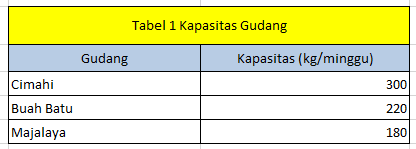 Tabel 1 Kapasitas Gudang
Gudang Kapasitas (kg/minggu)
Cimahi 300
Buah Batu 220
Majalaya 180